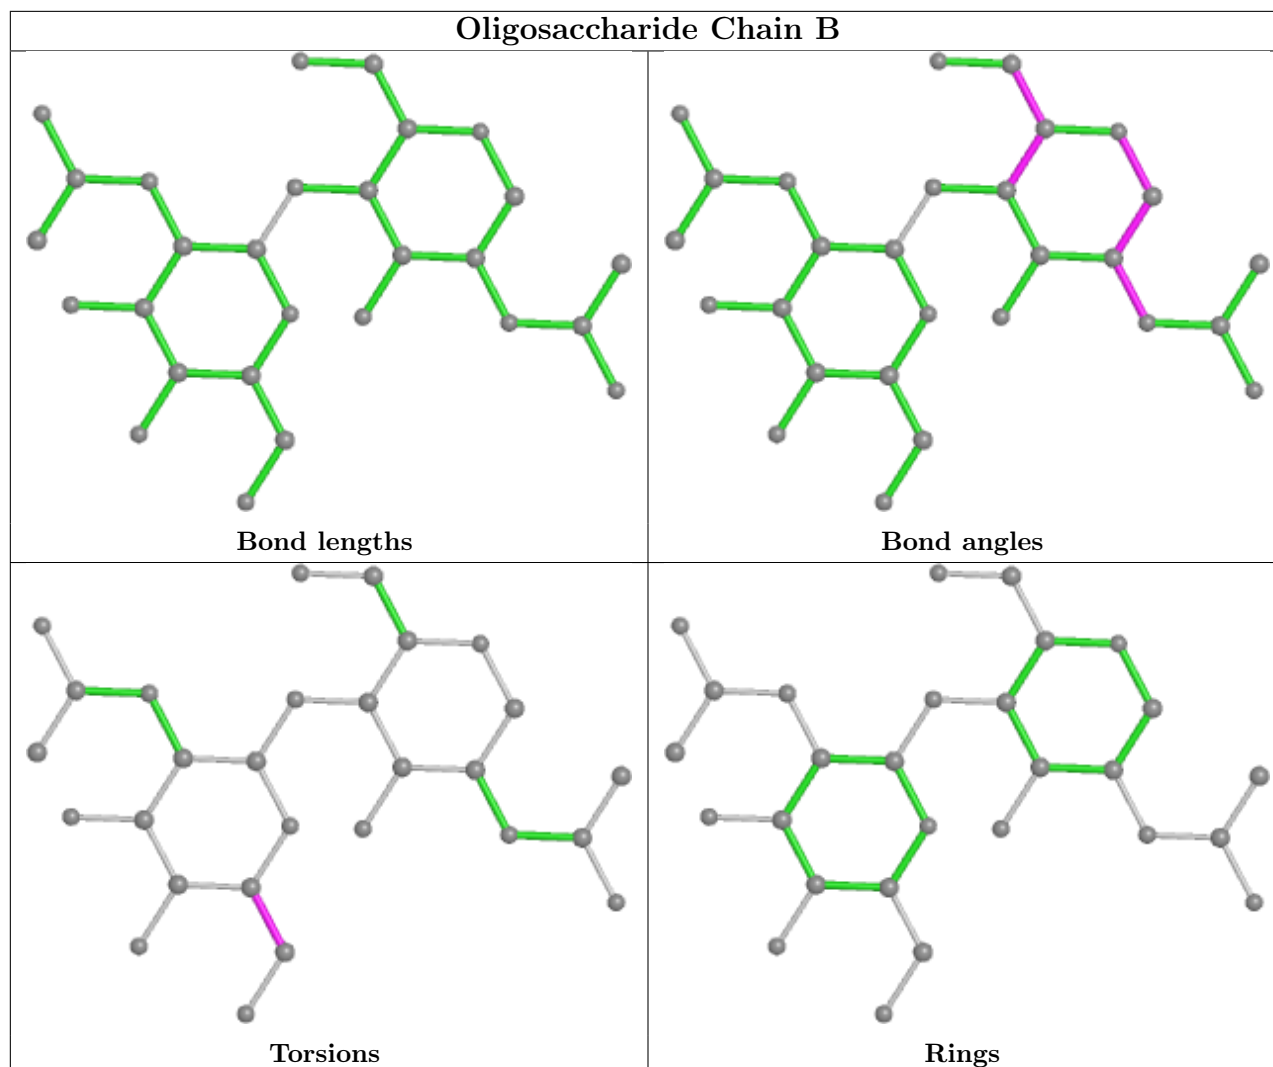 Oligosaccharide Chain B
Bond lengths
Bond angles
Torsions
Rings